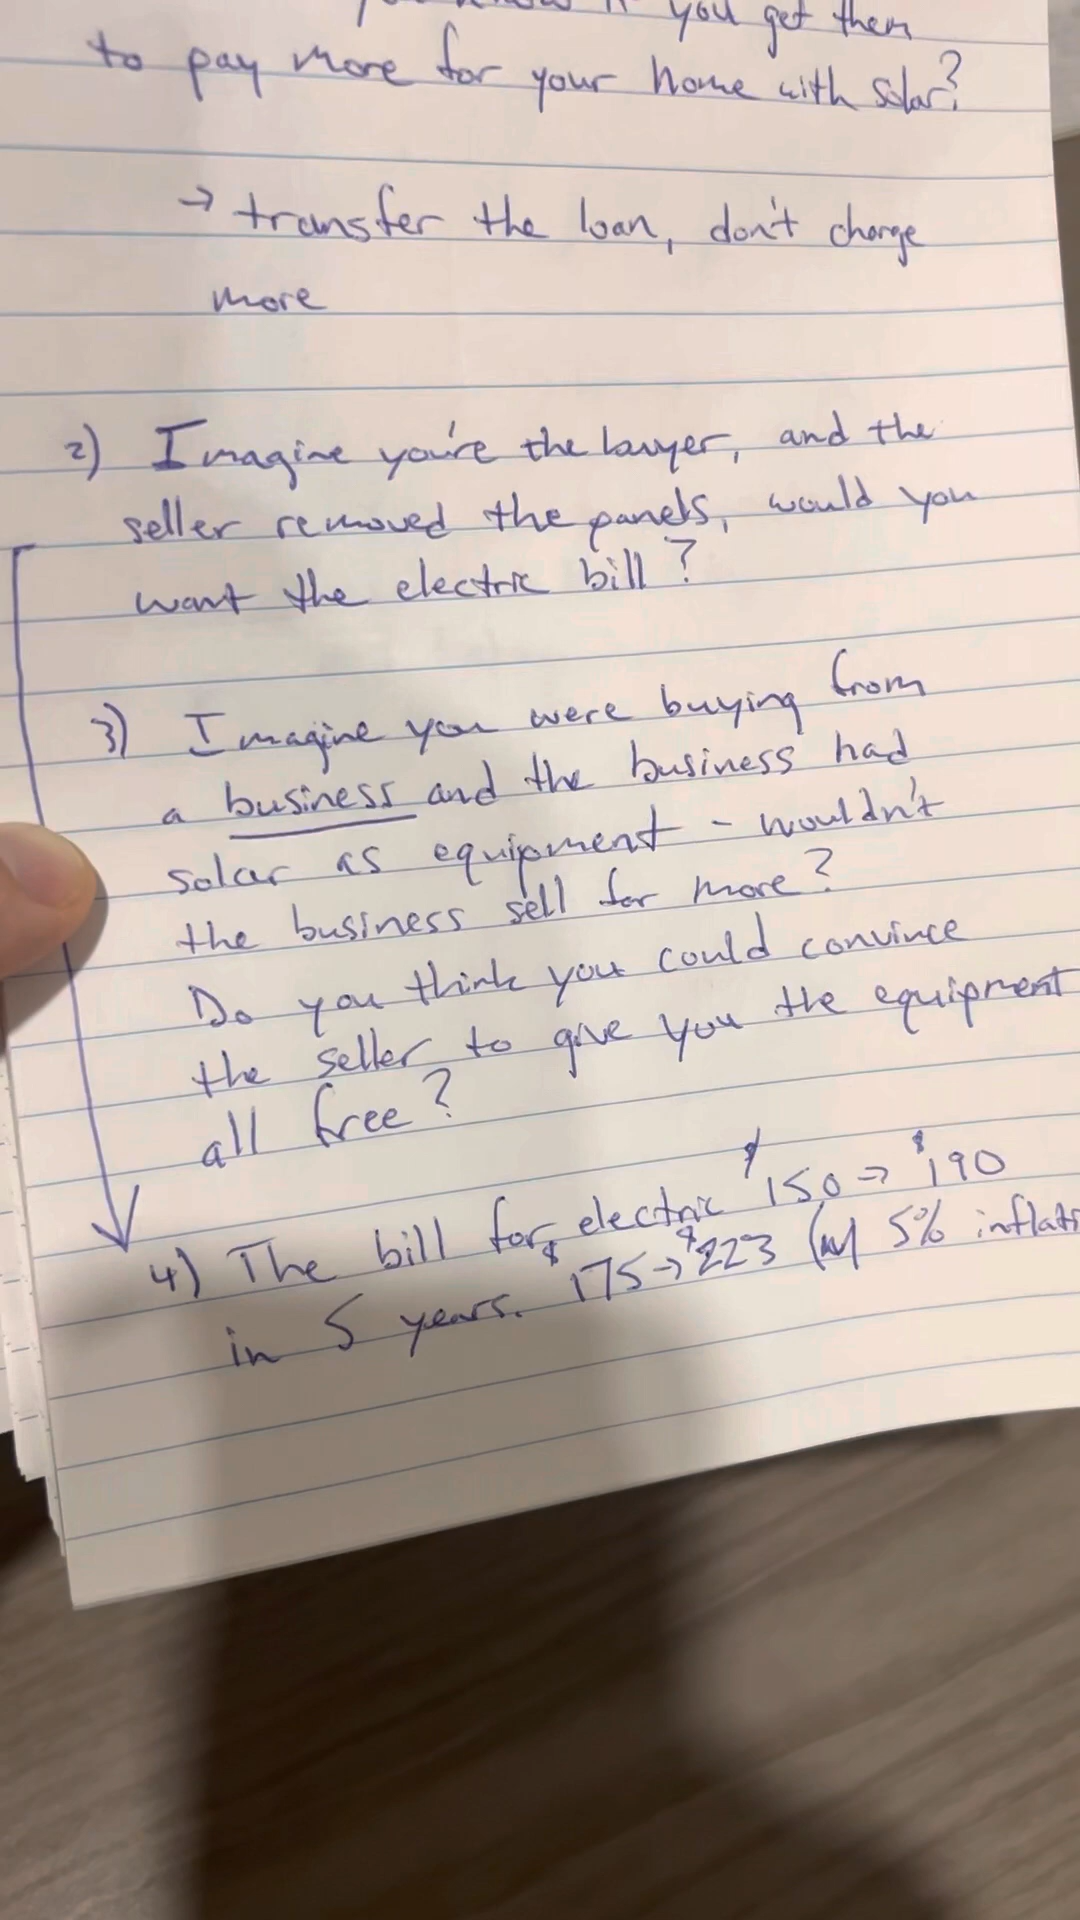 you get them
to pay more for your home with solar?
→ transfer the loan, don't charge
more
2) Imagine you're the buyer, and the
seller removed the panels, would you
want the electric bill?
3) Imagine you were buying from
a business and the business had
solar as equipment - wouldn't
the business sell for more?
Do you think you could convince
the seller to give you the equipment
all free?
4) The bill for electric $150 → $190
in 5 years. $175 → $223 (w/ 5% inflati